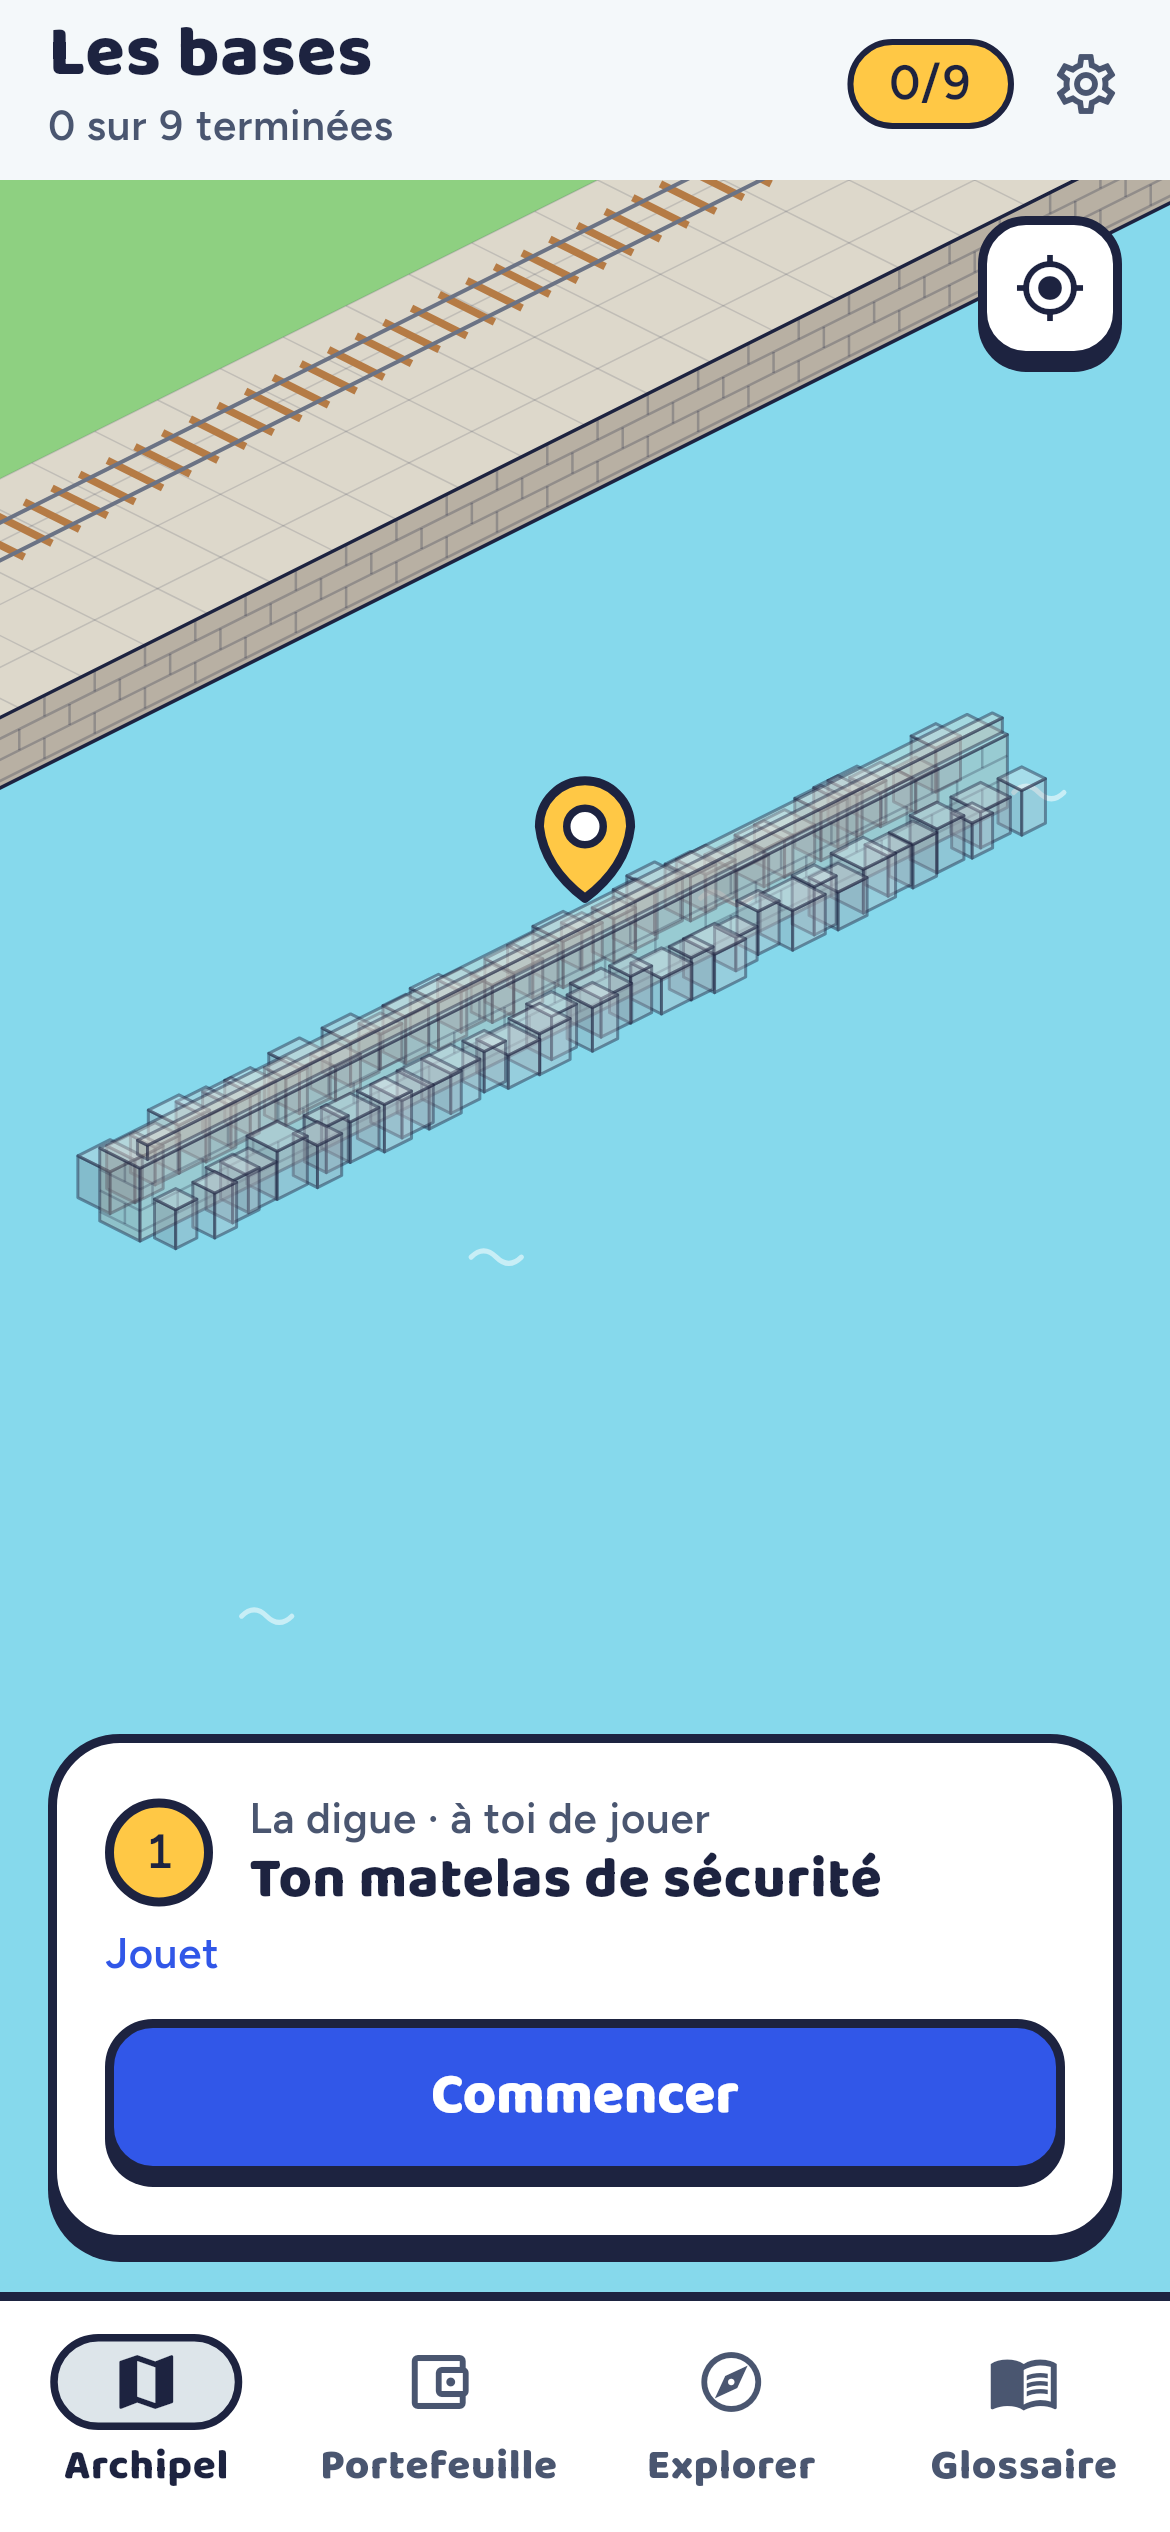 Les bases
0 sur 9 terminées
0/9
La digue · à toi de jouer
1
Ton matelas de sécurité
Jouet
Commencer
Archipel
Portefeuille
Explorer
Glossaire